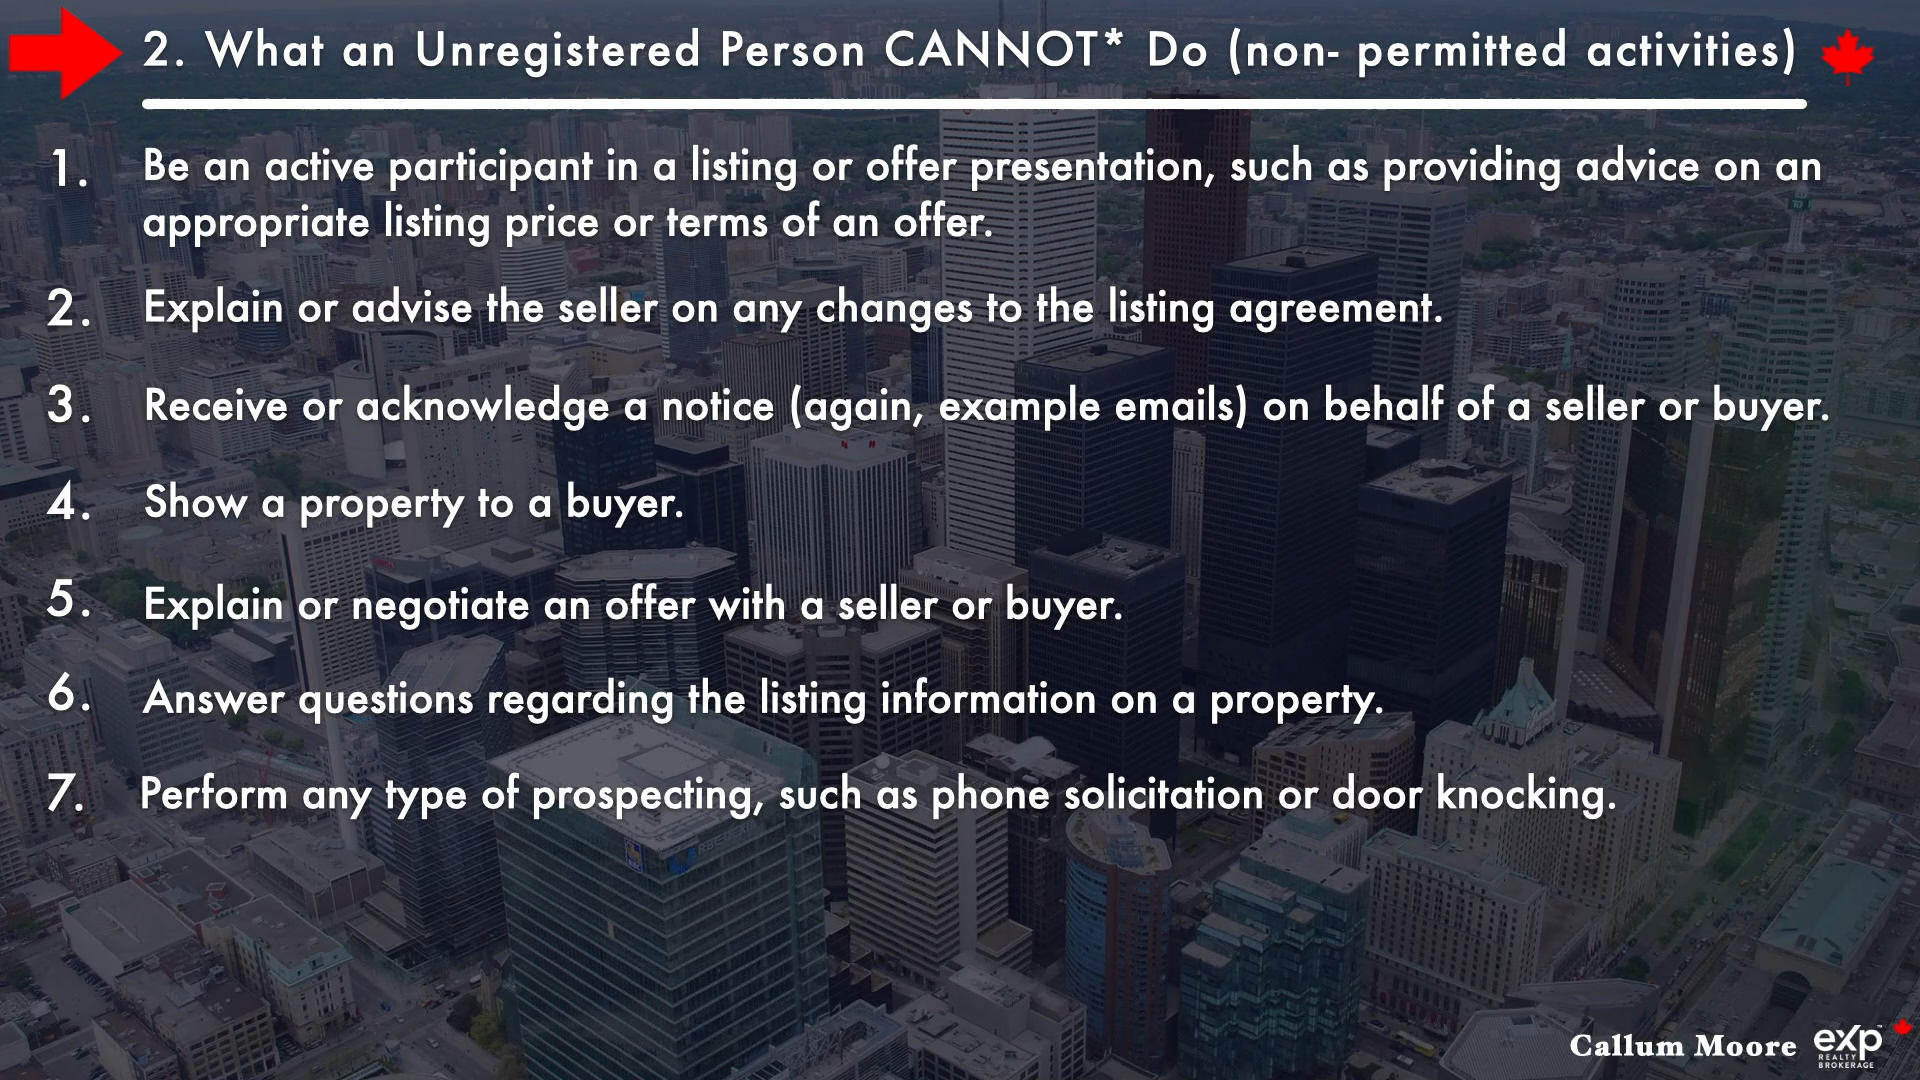 2. What an Unregistered Person CANNOT* Do (non- permitted activities)
1. Be an active participant in a listing or offer presentation, such as providing advice on an
appropriate listing price or terms of an offer.
2. Explain or advise the seller on any changes to the listing agreement.
3. Receive or acknowledge a notice (again, example emails) on behalf of a seller or buyer.
4. Show a property to a buyer.
5. Explain or negotiate an offer with a seller or buyer.
6. Answer questions regarding the listing information on a property.
7. Perform any type of prospecting, such as phone solicitation or door knocking.
Callum Moore
exp
REALTY
BROKERAGE